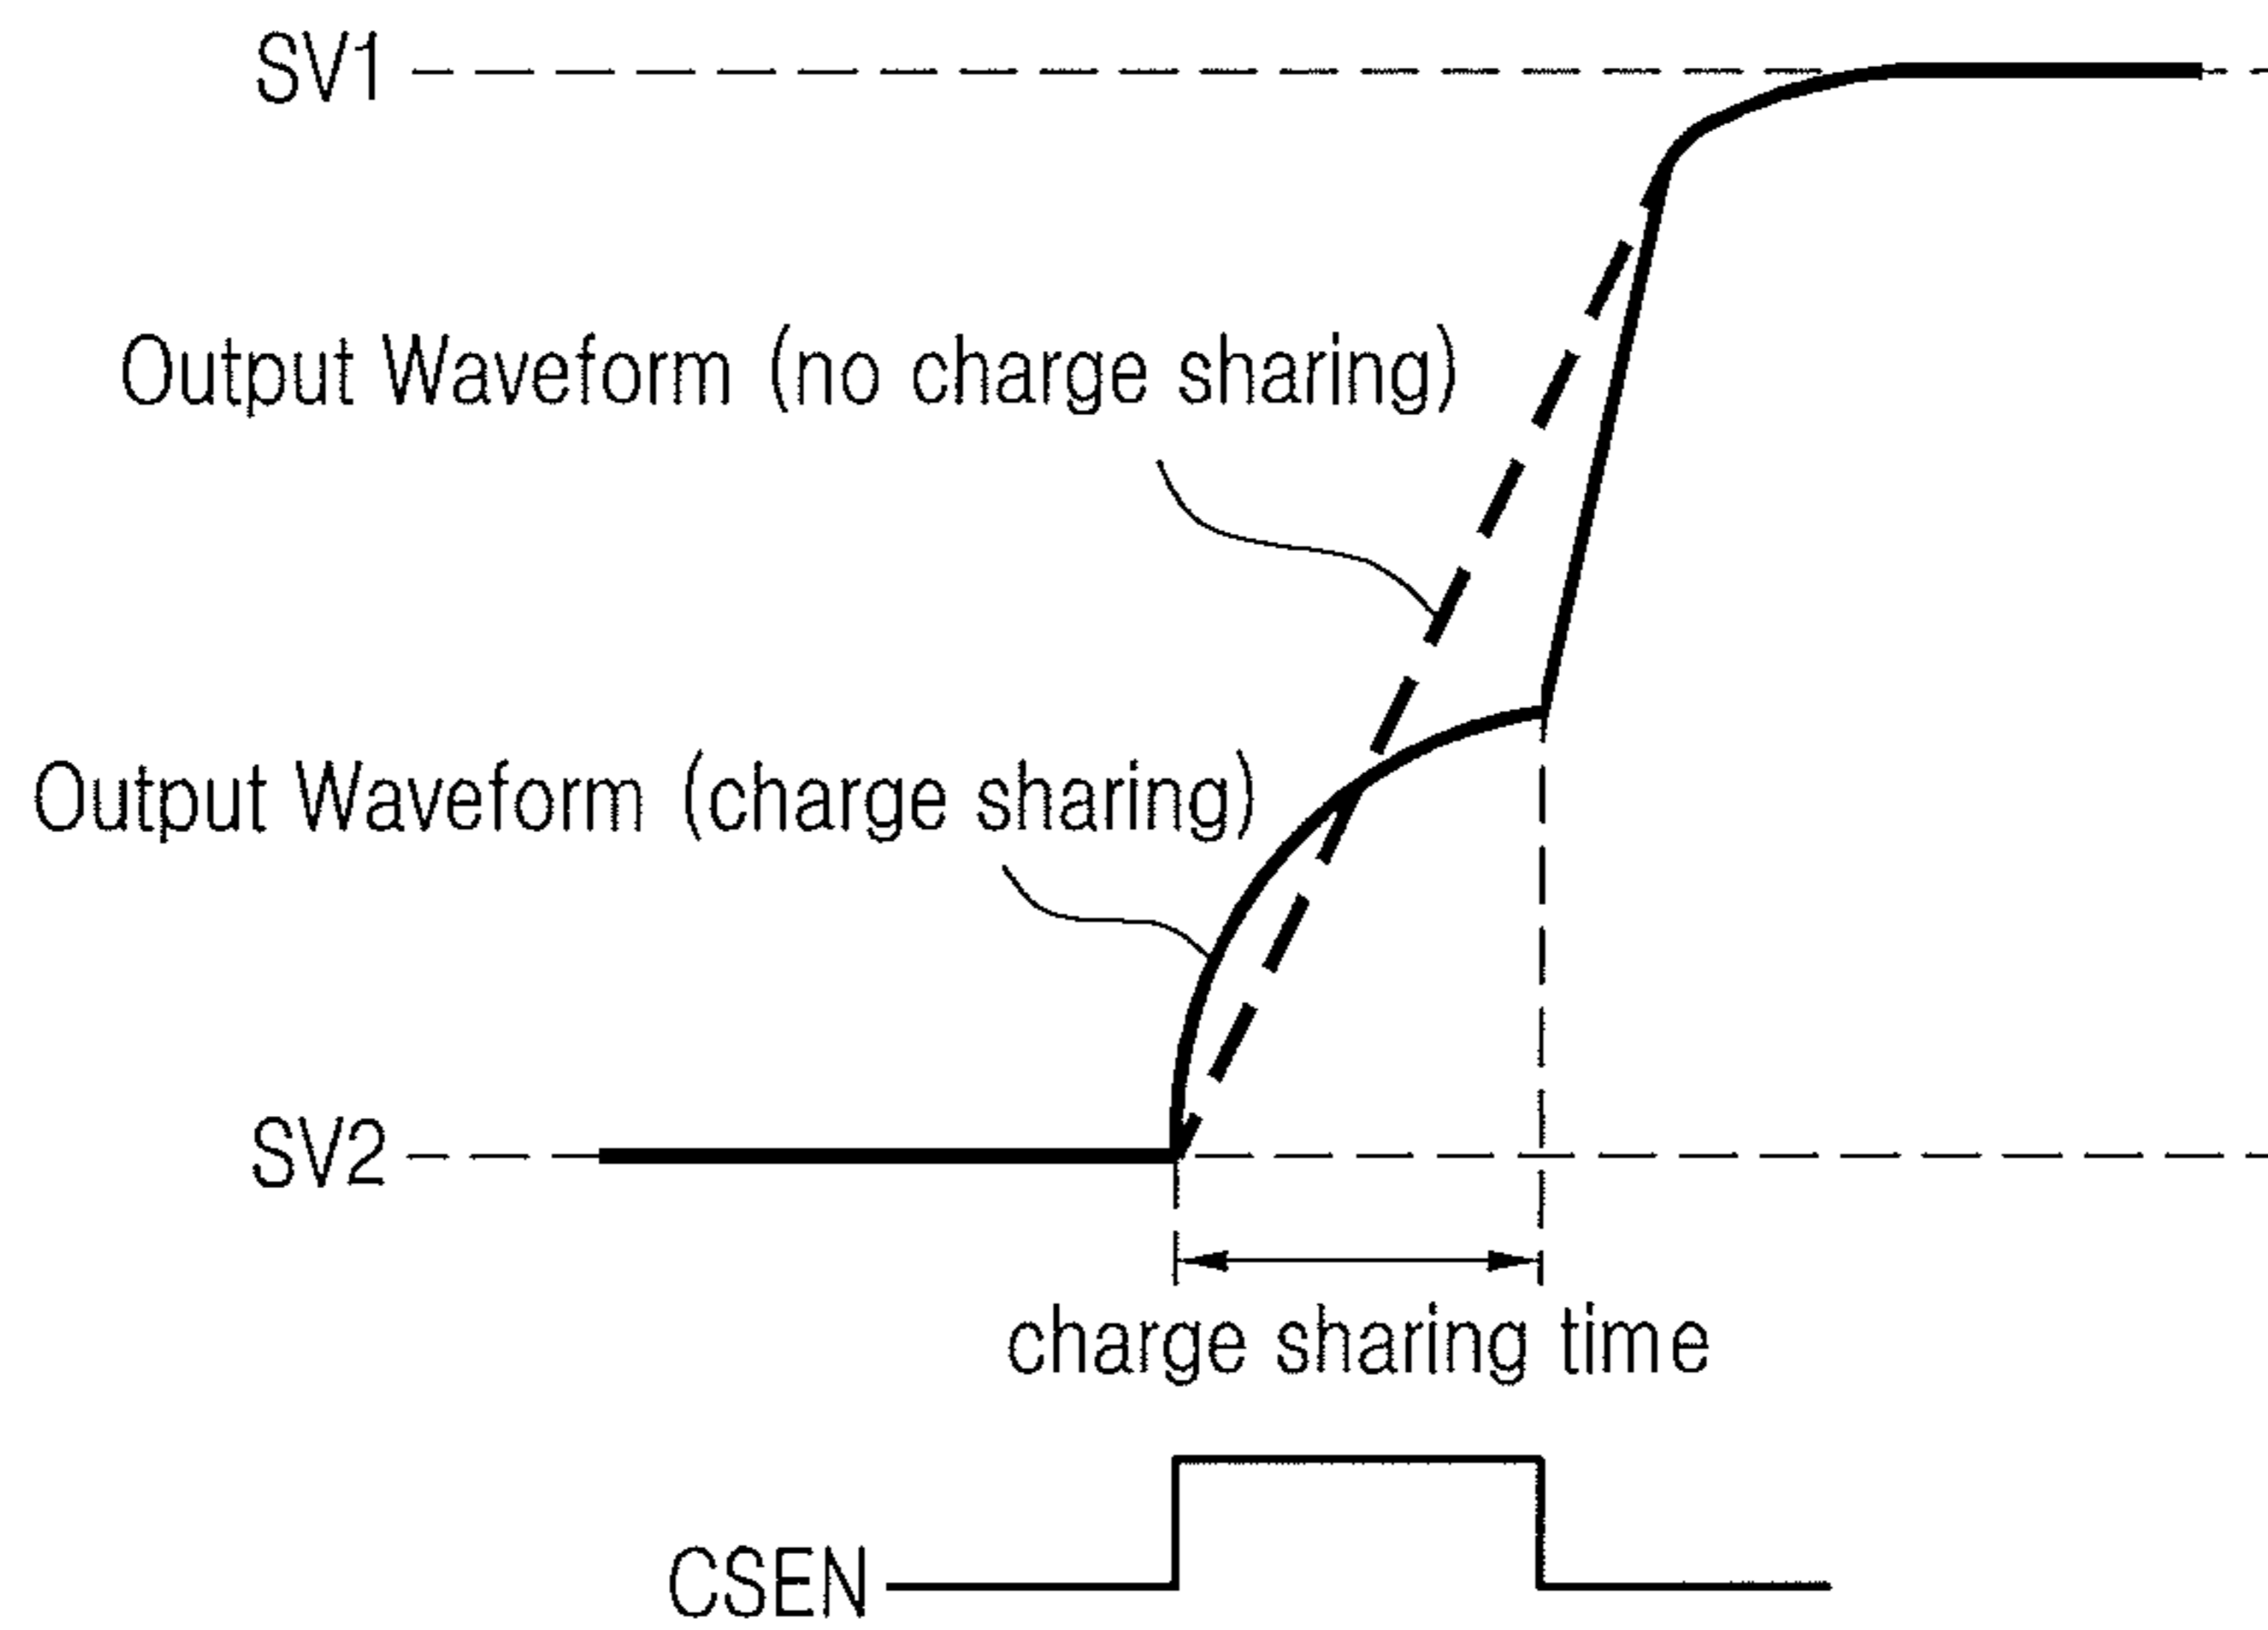 SV1
Output Waveform (no charge sharing)
Output Waveform (charge sharing)
SV2
charge sharing time
CSEN